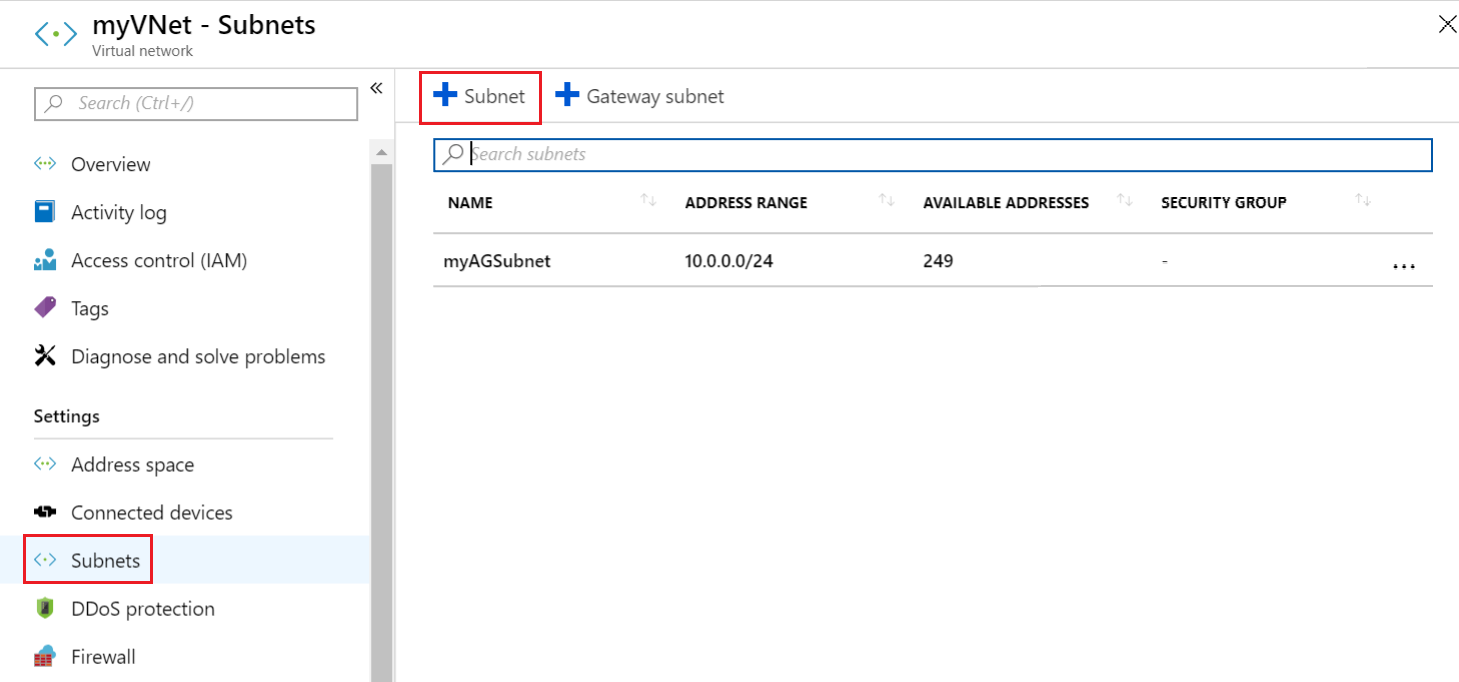 myVNet - Subnets
Virtual network
Search (Ctrl+/)
Overview
Activity log
Access control (IAM)
Tags
Diagnose and solve problems
Settings
Address space
Connected devices
Subnets
DDoS protection
Firewall
Subnet
Gateway subnet
Search subnets
NAME ADDRESS RANGE AVAILABLE ADDRESSES SECURITY GROUP
myAGSubnet 10.0.0.0/24 249 -